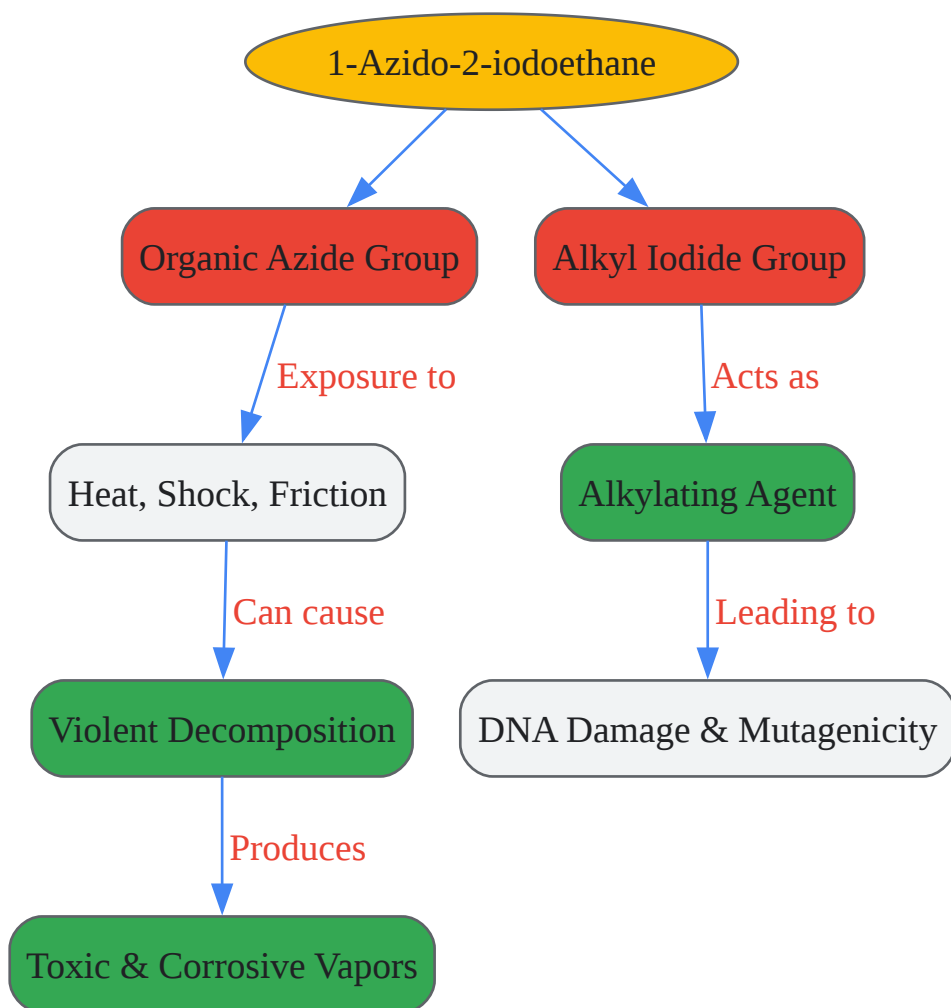 1-Azido-2-iodoethane
Organic Azide Group
Alkyl Iodide Group
Exposure to
Acts as
Heat, Shock, Friction
Alkylating Agent
Can cause
Leading to
Violent Decomposition
DNA Damage & Mutagenicity
Produces
Toxic & Corrosive Vapors